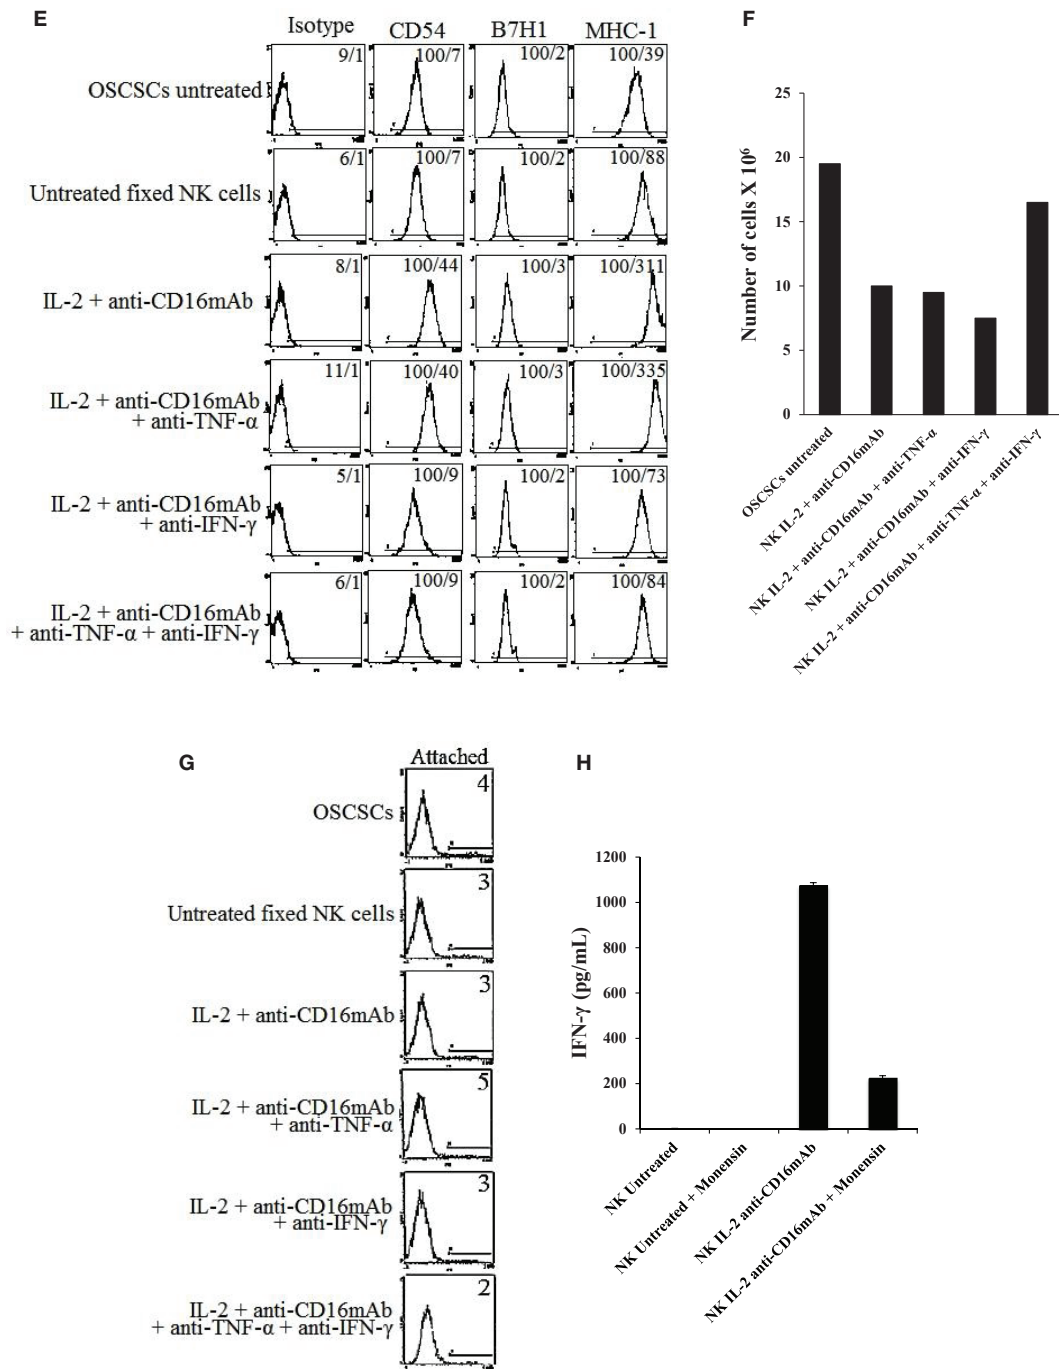 E
Isotype CD54 B7H1 MHC-1
OSCSCs untreated 9/1 100/7 100/2 100/39
Untreated fixed NK cells 6/1 100/7 100/2 100/88
IL-2 + anti-CD16mAb 8/1 100/44 100/3 100/311
IL-2 + anti-CD16mAb
+ anti-TNF-α 11/1 100/40 100/3 100/335
IL-2 + anti-CD16mAb
+ anti-IFN-γ 5/1 100/9 100/2 100/73
IL-2 + anti-CD16mAb
+ anti-TNF-α + anti-IFN-γ 6/1 100/9 100/2 100/84
F
Number of cells X 10⁶
25
20
15
10
5
0
OSCSCs untreated
NK IL-2 + anti-CD16mAb
NK IL-2 + anti-CD16mAb + anti-TNF-α
NK IL-2 + anti-CD16mAb + anti-IFN-γ
NK IL-2 + anti-CD16mAb + anti-TNF-α + anti-IFN-γ
G
Attached
OSCSCs 4
Untreated fixed NK cells 3
IL-2 + anti-CD16mAb 3
IL-2 + anti-CD16mAb
+ anti-TNF-α 5
IL-2 + anti-CD16mAb
+ anti-IFN-γ 3
IL-2 + anti-CD16mAb
+ anti-TNF-α + anti-IFN-γ 2
H
IFN-γ (pg/mL)
1200
1000
800
600
400
200
0
NK Untreated
NK Untreated + Monensin
NK IL-2 anti-CD16mAb
NK IL-2 anti-CD16mAb + Monensin